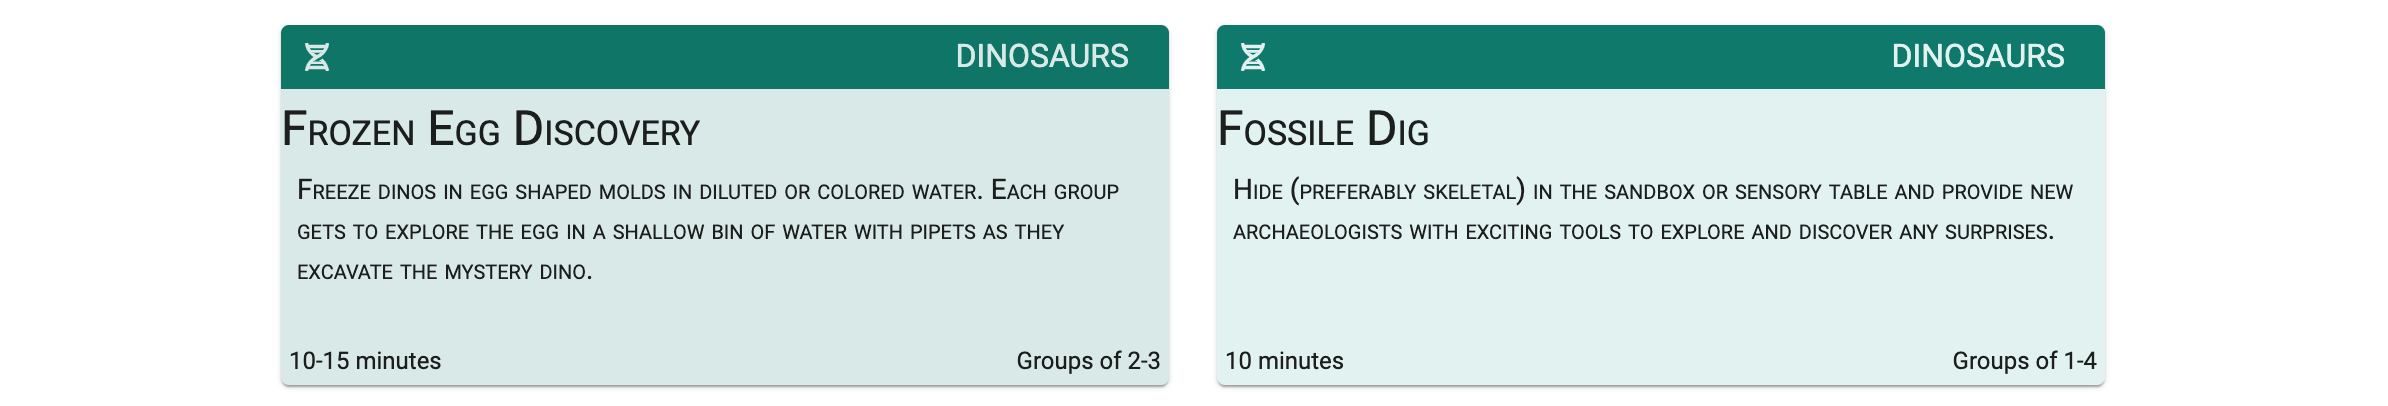 DINOSAURS
Frozen Egg Discovery
Freeze dinos in egg shaped molds in diluted or colored water. Each group
gets to explore the egg in a shallow bin of water with pipets as they
excavate the mystery dino.
10-15 minutes
Groups of 2-3
DINOSAURS
Fossile Dig
Hide (preferably skeletal) in the sandbox or sensory table and provide new
archaeologists with exciting tools to explore and discover any surprises.
10 minutes
Groups of 1-4